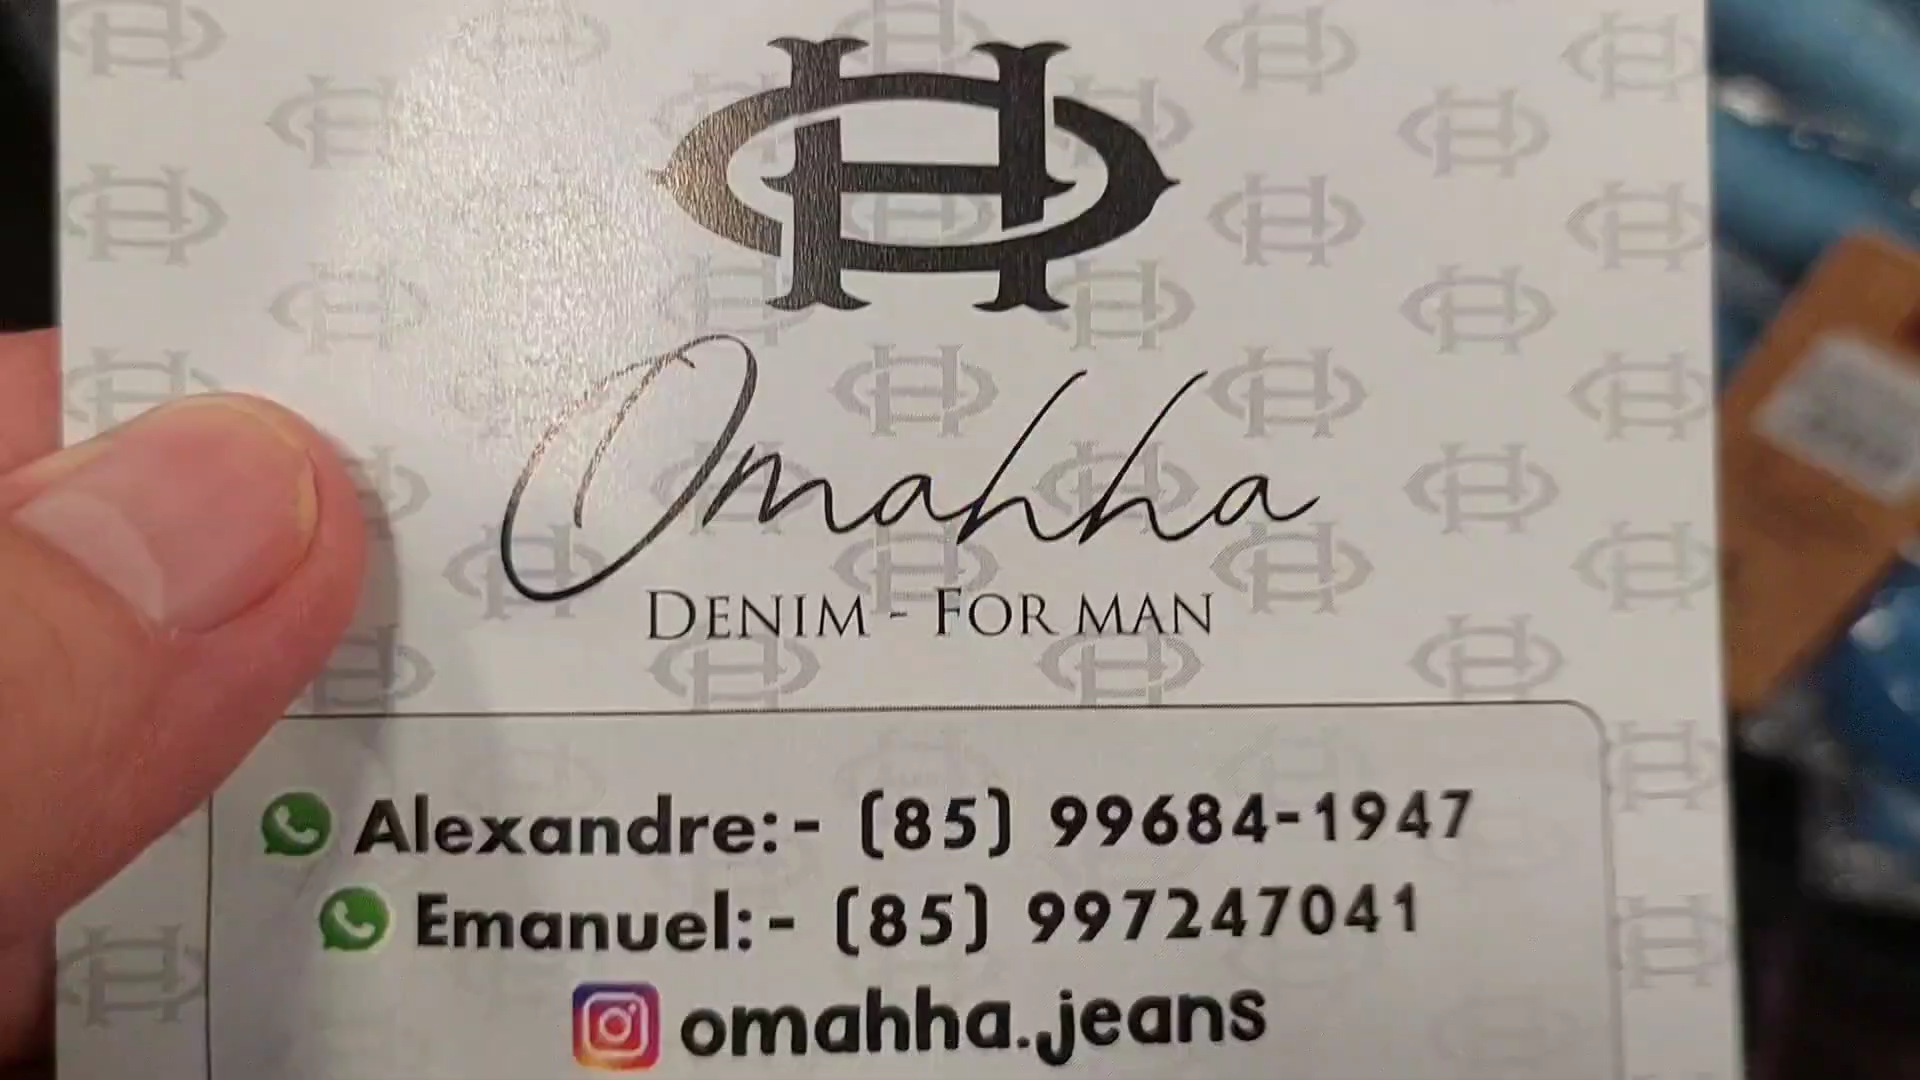 Omahha
DENIM - FOR MAN
Alexandre:- (85) 99684-1947
Emanuel:- (85) 997247041
omahha.jeans